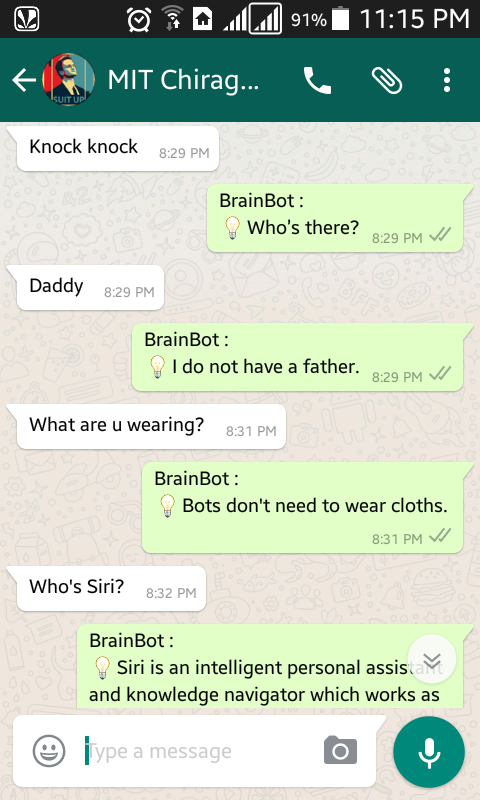 91% 11:15 PM
SUIT UP
MIT Chirag...
Knock knock 8:29 PM
BrainBot :
Who's there? 8:29 PM
Daddy 8:29 PM
BrainBot :
I do not have a father. 8:29 PM
What are u wearing? 8:31 PM
BrainBot :
Bots don't need to wear cloths.
8:31 PM
Who's Siri? 8:32 PM
BrainBot :
Siri is an intelligent personal assistant
and knowledge navigator which works as
Type a message